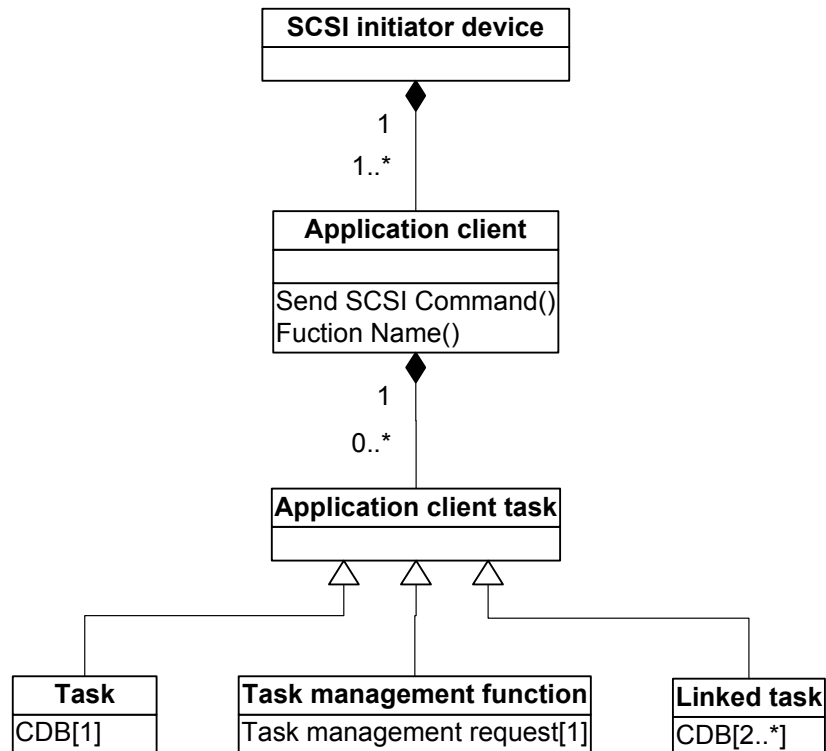 SCSI initiator device
1
1..*
Application client
Send SCSI Command()
Fuction Name()
1
0..*
Application client task
Task
CDB[1]
Task management function
Task management request[1]
Linked task
CDB[2..*]